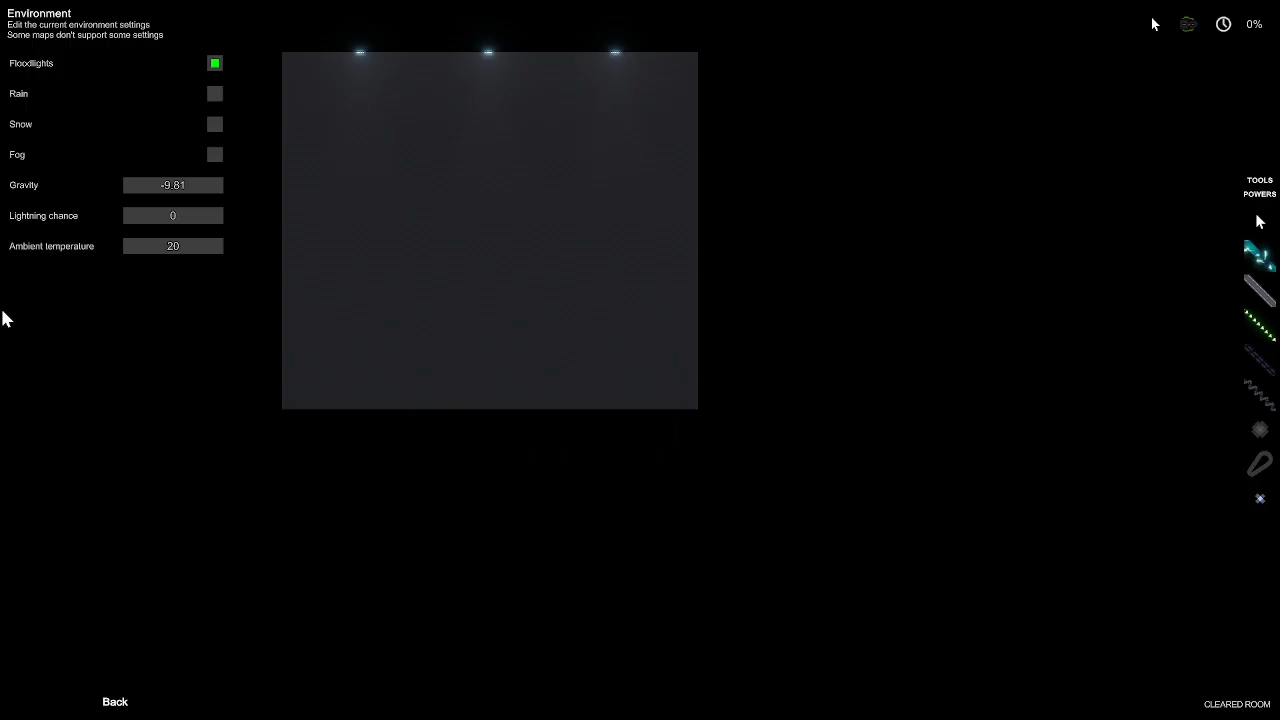 Environment
Edit the current environment settings
Some maps don't support some settings
0%
Floodlights
Rain
Snow
Fog
Gravity -9.81
Lightning chance 0
Ambient temperature 20
TOOLS
POWERS
Back
CLEARED ROOM